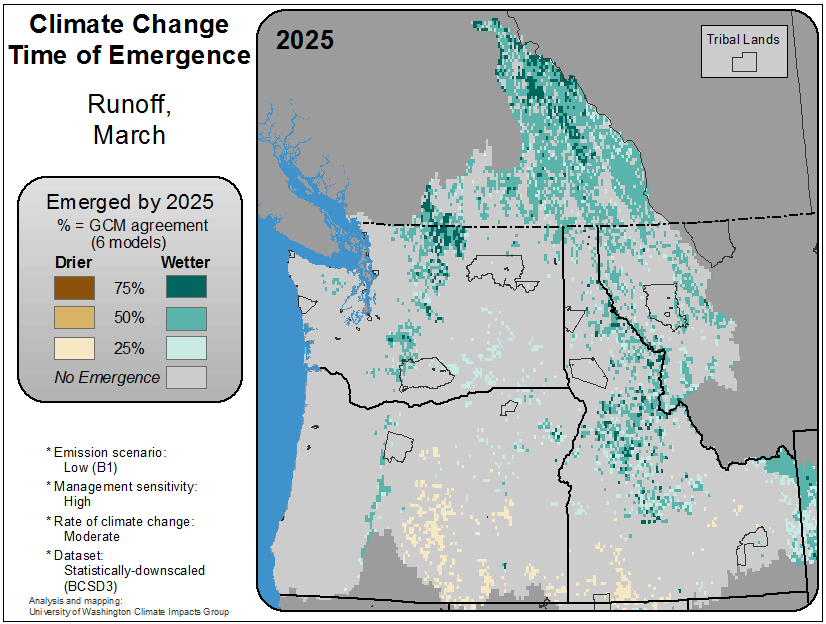 Climate Change
Time of Emergence
Runoff,
March
Emerged by 2025
% = GCM agreement
(6 models)
Drier Wetter
75%
50%
25%
No Emergence
* Emission scenario:
Low (B1)
* Management sensitivity:
High
* Rate of climate change:
Moderate
* Dataset:
Statistically-downscaled
(BCSD3)
Analysis and mapping:
University of Washington Climate Impacts Group
2025
Tribal Lands